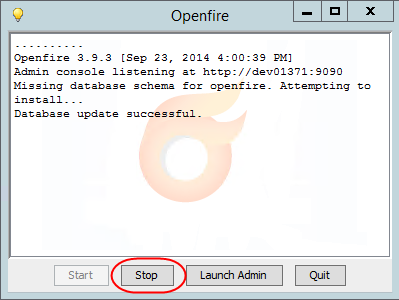 Openfire
..........
Openfire 3.9.3 [Sep 23, 2014 4:00:39 PM]
Admin console listening at http://dev01371:9090
Missing database schema for openfire. Attempting to
install...
Database update successful.
Start Stop Launch Admin Quit